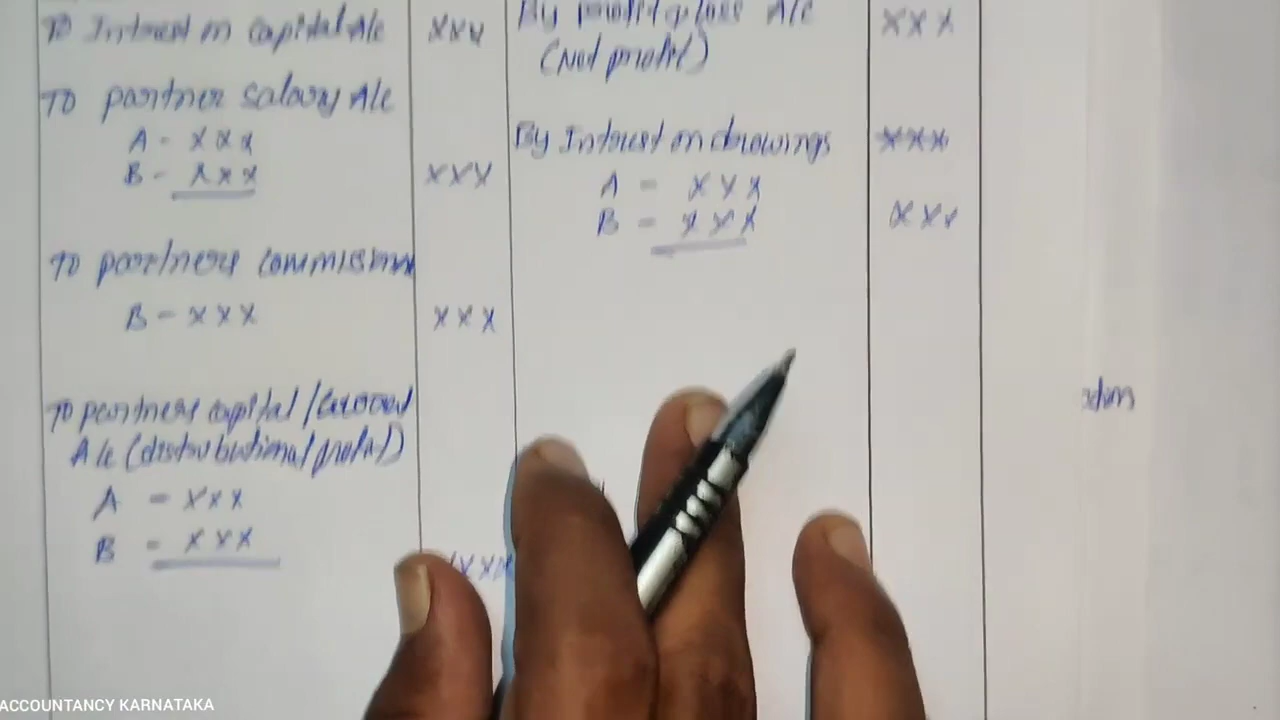 To Interest on capital A/c xxx
To partner salary A/c
A - xxx
B - xxx xxx
To partners commission
B - xxx xxx
To partners capital / Current
A/c (distributional profit)
A = xxx
B = xxx xxx
By profit & loss A/c xxx
(Net profit)
By Interest on drawings xxx
A = xxx
B = xxx xxx
ACCOUNTANCY KARNATAKA